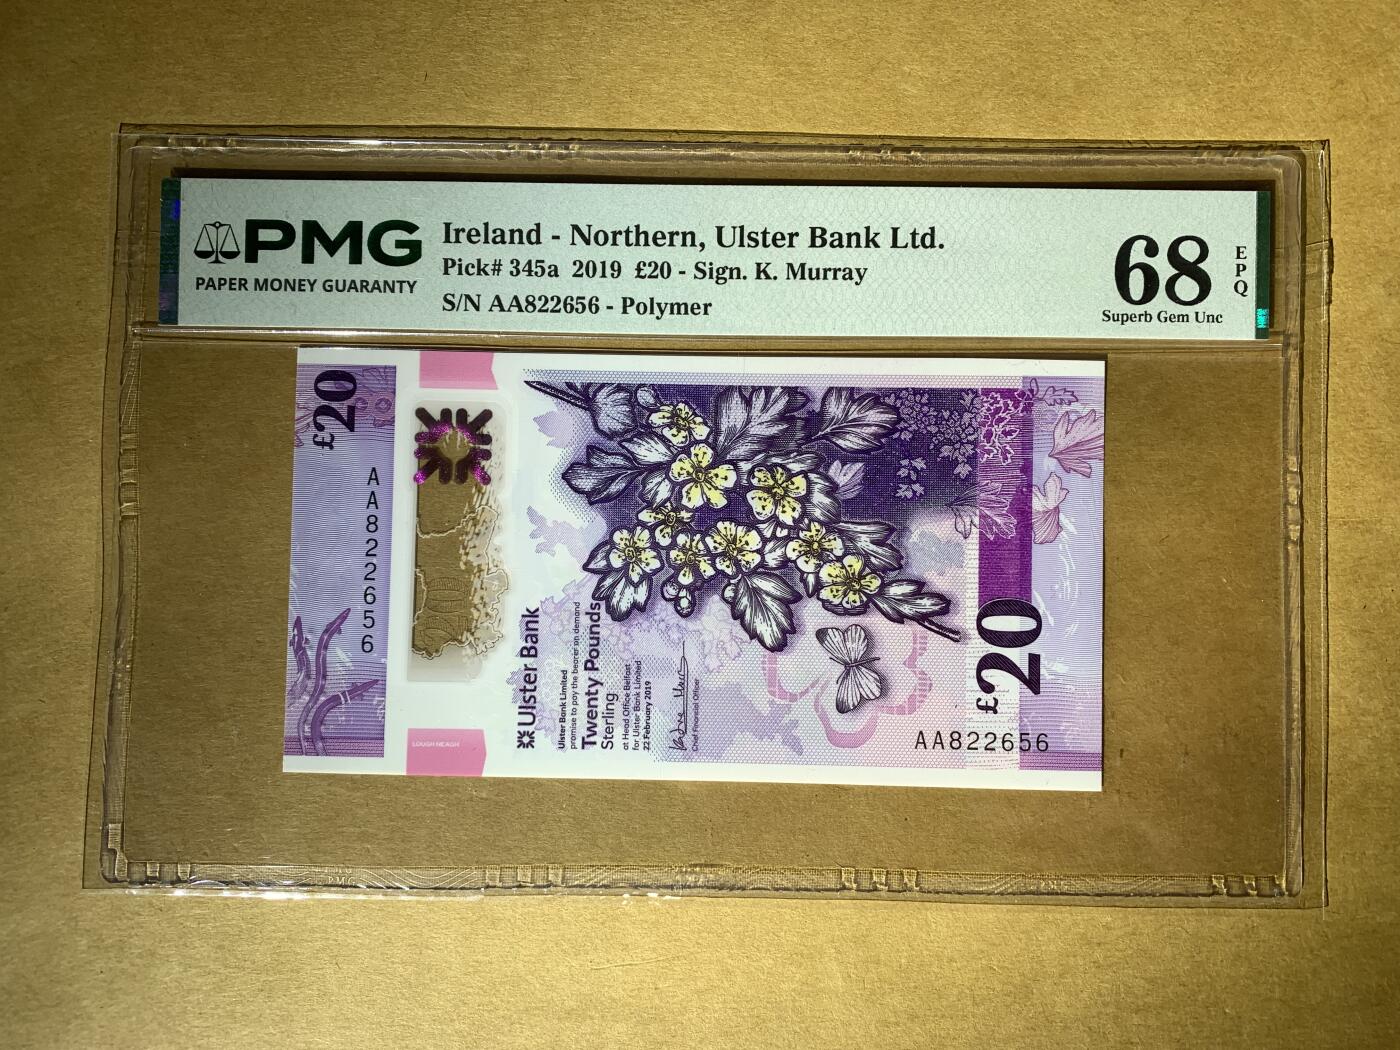 PMG
PAPER MONEY GUARANTY
Ireland - Northern, Ulster Bank Ltd.
Pick# 345a 2019 £20 - Sign. K. Murray
S/N AA822656 - Polymer
68
EPQ
Superb Gem Unc
£20
AA822656
LOUGH NEAGH
Ulster Bank
Ulster Bank Limited
promise to pay the bearer on demand
Twenty Pounds
Sterling
at Head Office Belfast
for Ulster Bank Limited
22 February 2019
Chief Financial Officer
£20
AA822656
PMG